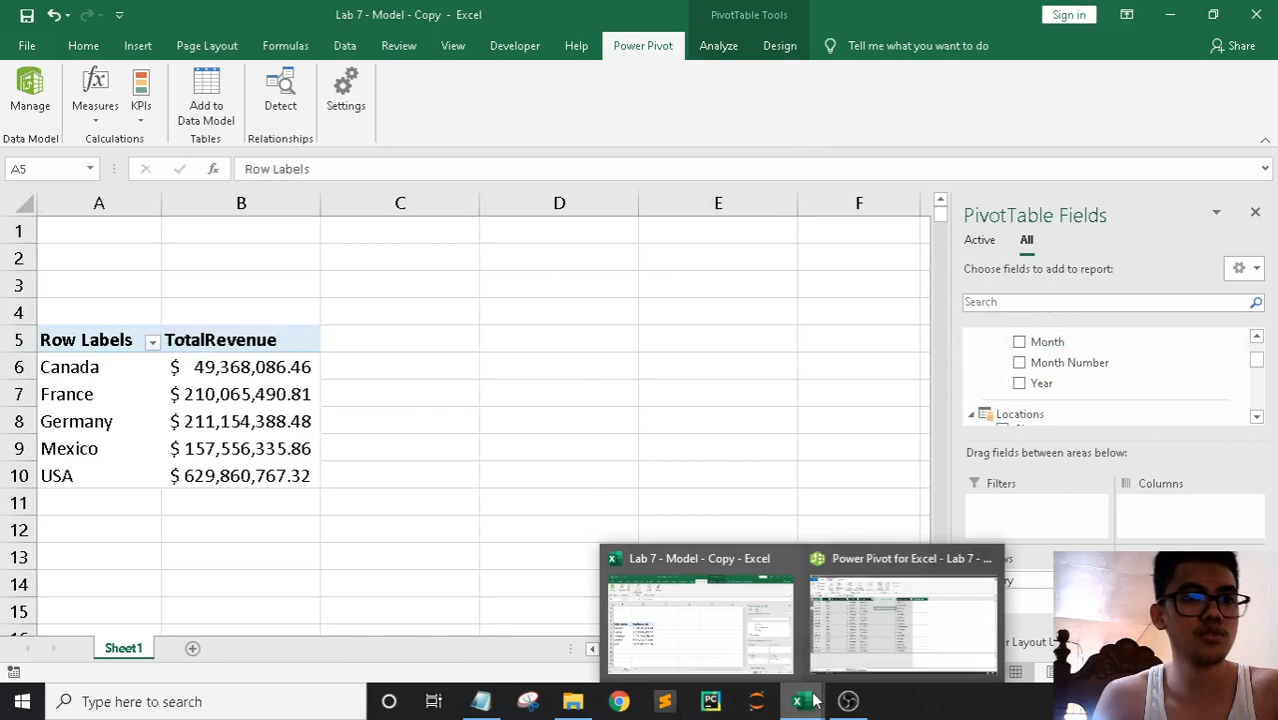 Lab 7 - Model - Copy - Excel
PivotTable Tools
Sign in
File
Home
Insert
Page Layout
Formulas
Data
Review
View
Developer
Help
Power Pivot
Analyze
Design
Tell me what you want to do
Share
Manage
Measures
KPIs
Add to
Data Model
Detect
Settings
Data Model
Calculations
Tables
Relationships
A5
fx
Row Labels
A
B
C
D
E
F
1
2
3
4
5 Row Labels TotalRevenue
6 Canada $ 49,368,086.46
7 France $ 210,065,490.81
8 Germany $ 211,154,388.48
9 Mexico $ 157,556,335.86
10 USA $ 629,860,767.32
11
12
13
14
15
PivotTable Fields
Active
All
Choose fields to add to report:
Search
Month
Month Number
Year
Locations
Drag fields between areas below:
Filters
Columns
Lab 7 - Model - Copy - Excel
Power Pivot for Excel - Lab 7 - ...
Sheet1
Type here to search